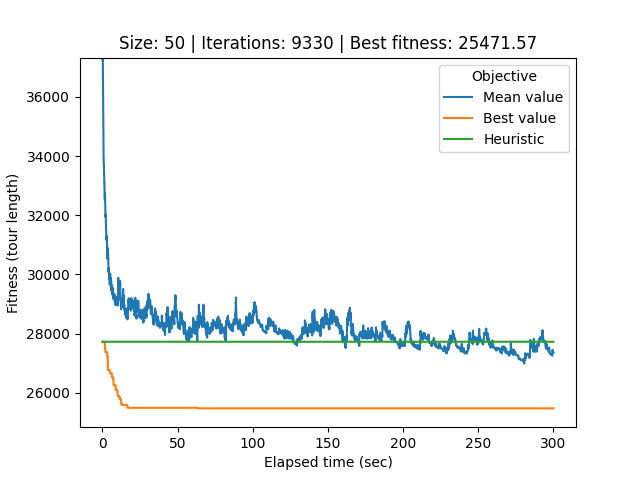 Size: 50 | Iterations: 9330 | Best fitness: 25471.57
Objective
Mean value
Best value
Heuristic
Fitness (tour length)
36000
34000
32000
30000
28000
26000
0
50
100
150
200
250
300
Elapsed time (sec)